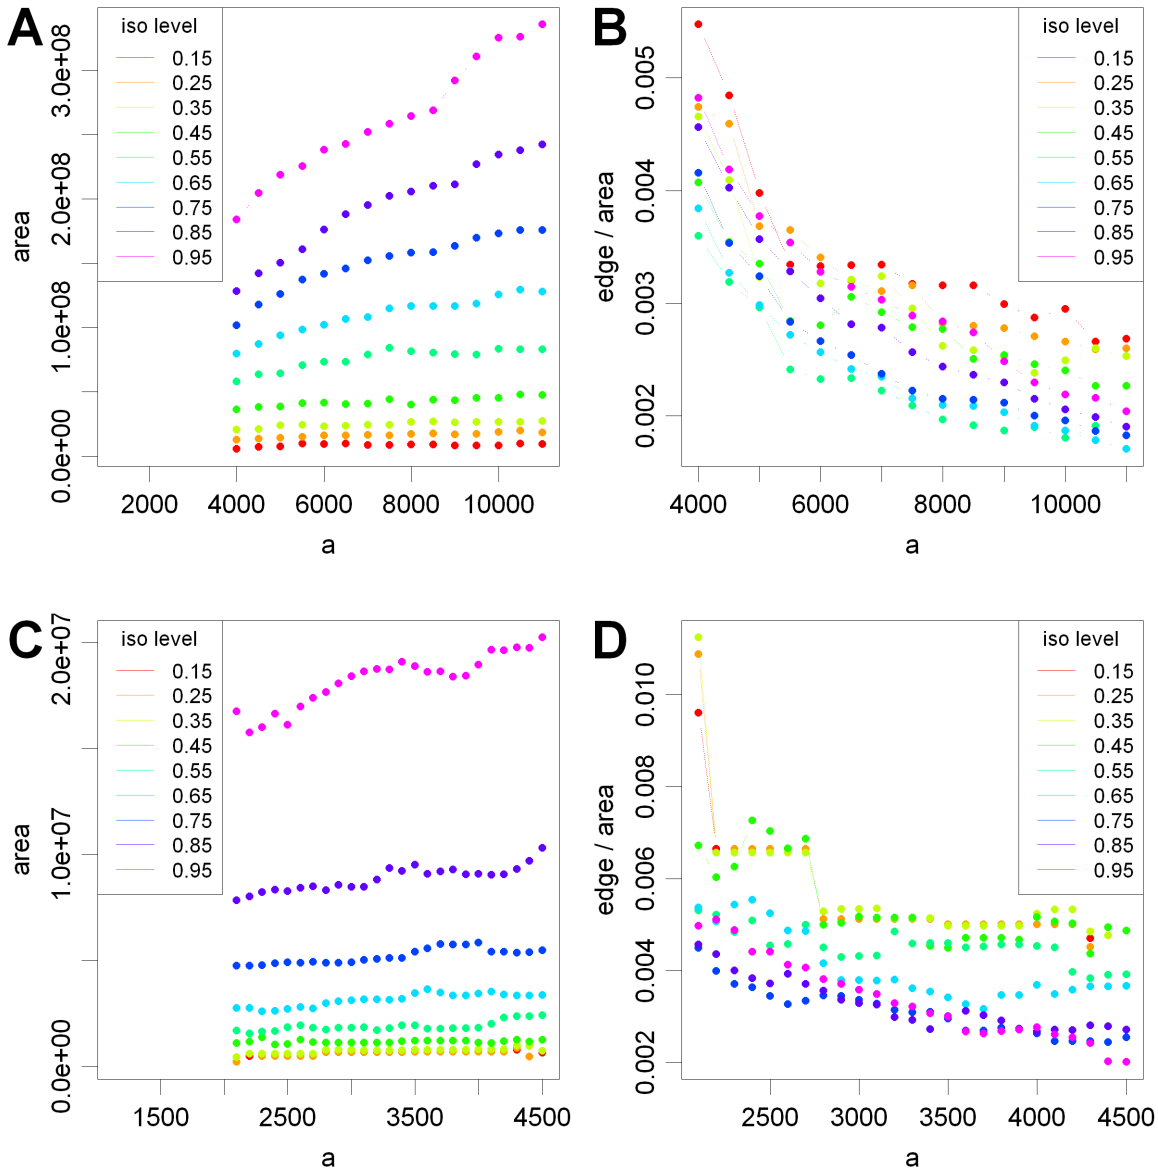 A
iso level
0.15
0.25
0.35
0.45
0.55
0.65
0.75
0.85
0.95
area
0.0e+00
1.0e+08
2.0e+08
3.0e+08
2000
4000
6000
8000
10000
a
B
iso level
0.15
0.25
0.35
0.45
0.55
0.65
0.75
0.85
0.95
edge / area
0.002
0.003
0.004
0.005
4000
6000
8000
10000
a
C
iso level
0.15
0.25
0.35
0.45
0.55
0.65
0.75
0.85
0.95
area
0.0e+00
1.0e+07
2.0e+07
1500
2500
3500
4500
a
D
iso level
0.15
0.25
0.35
0.45
0.55
0.65
0.75
0.85
0.95
edge / area
0.002
0.004
0.006
0.008
0.010
2500
3000
3500
4000
4500
a